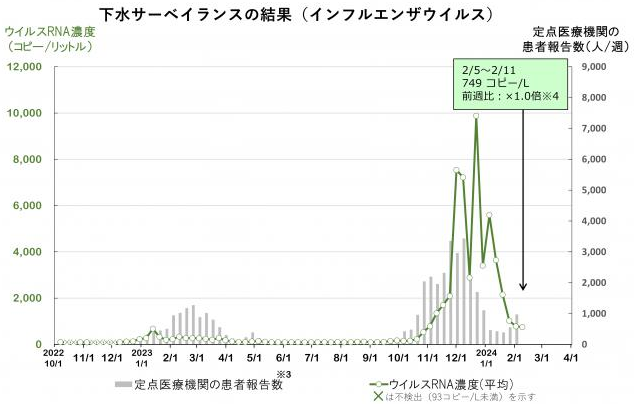 下水サーベイランスの結果（インフルエンザウイルス）
ウイルスRNA濃度
（コピー/リットル）
定点医療機関の
患者報告数(人/週)
2/5～2/11
749 コピー/L
前週比：×1.0倍※4
12,000
10,000
8,000
6,000
4,000
2,000
0
9,000
8,000
7,000
6,000
5,000
4,000
3,000
2,000
1,000
0
2022 2023 2024
10/1 11/1 12/1 1/1 2/1 3/1 4/1 5/1 6/1 7/1 8/1 9/1 10/1 11/1 12/1 1/1 2/1 3/1 4/1
※3
定点医療機関の患者報告数 ウイルスRNA濃度(平均)
×は不検出（93コピー/L未満）を示す